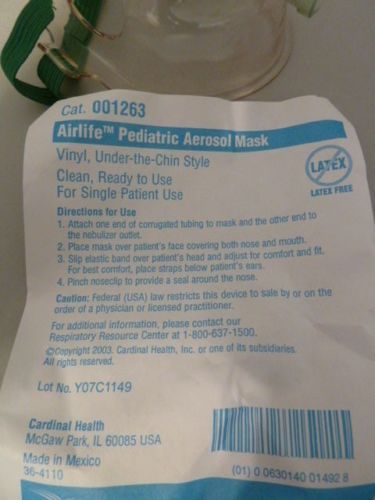 Cat. 001263
Airlife™ Pediatric Aerosol Mask
Vinyl, Under-the-Chin Style
Clean, Ready to Use
For Single Patient Use
LATEX
LATEX FREE
Directions for Use
1. Attach one end of corrugated tubing to mask and the other end to
the nebulizer outlet.
2. Place mask over patient's face covering both nose and mouth.
3. Slip elastic band over patient's head and adjust for comfort and fit.
For best comfort, place straps below patient's ears.
4. Pinch noseclip to provide a seal around the nose.
Caution: Federal (USA) law restricts this device to sale by or on the
order of a physician or licensed practitioner.
For additional information, please contact our
Respiratory Resource Center at 1-800-637-1500.
©Copyright 2003. Cardinal Health, Inc. or one of its subsidiaries.
All rights reserved.
Lot No. Y07C1149
Cardinal Health
McGaw Park, IL 60085 USA
Made in Mexico
36-4110
(01) 0 0630140 01492 8